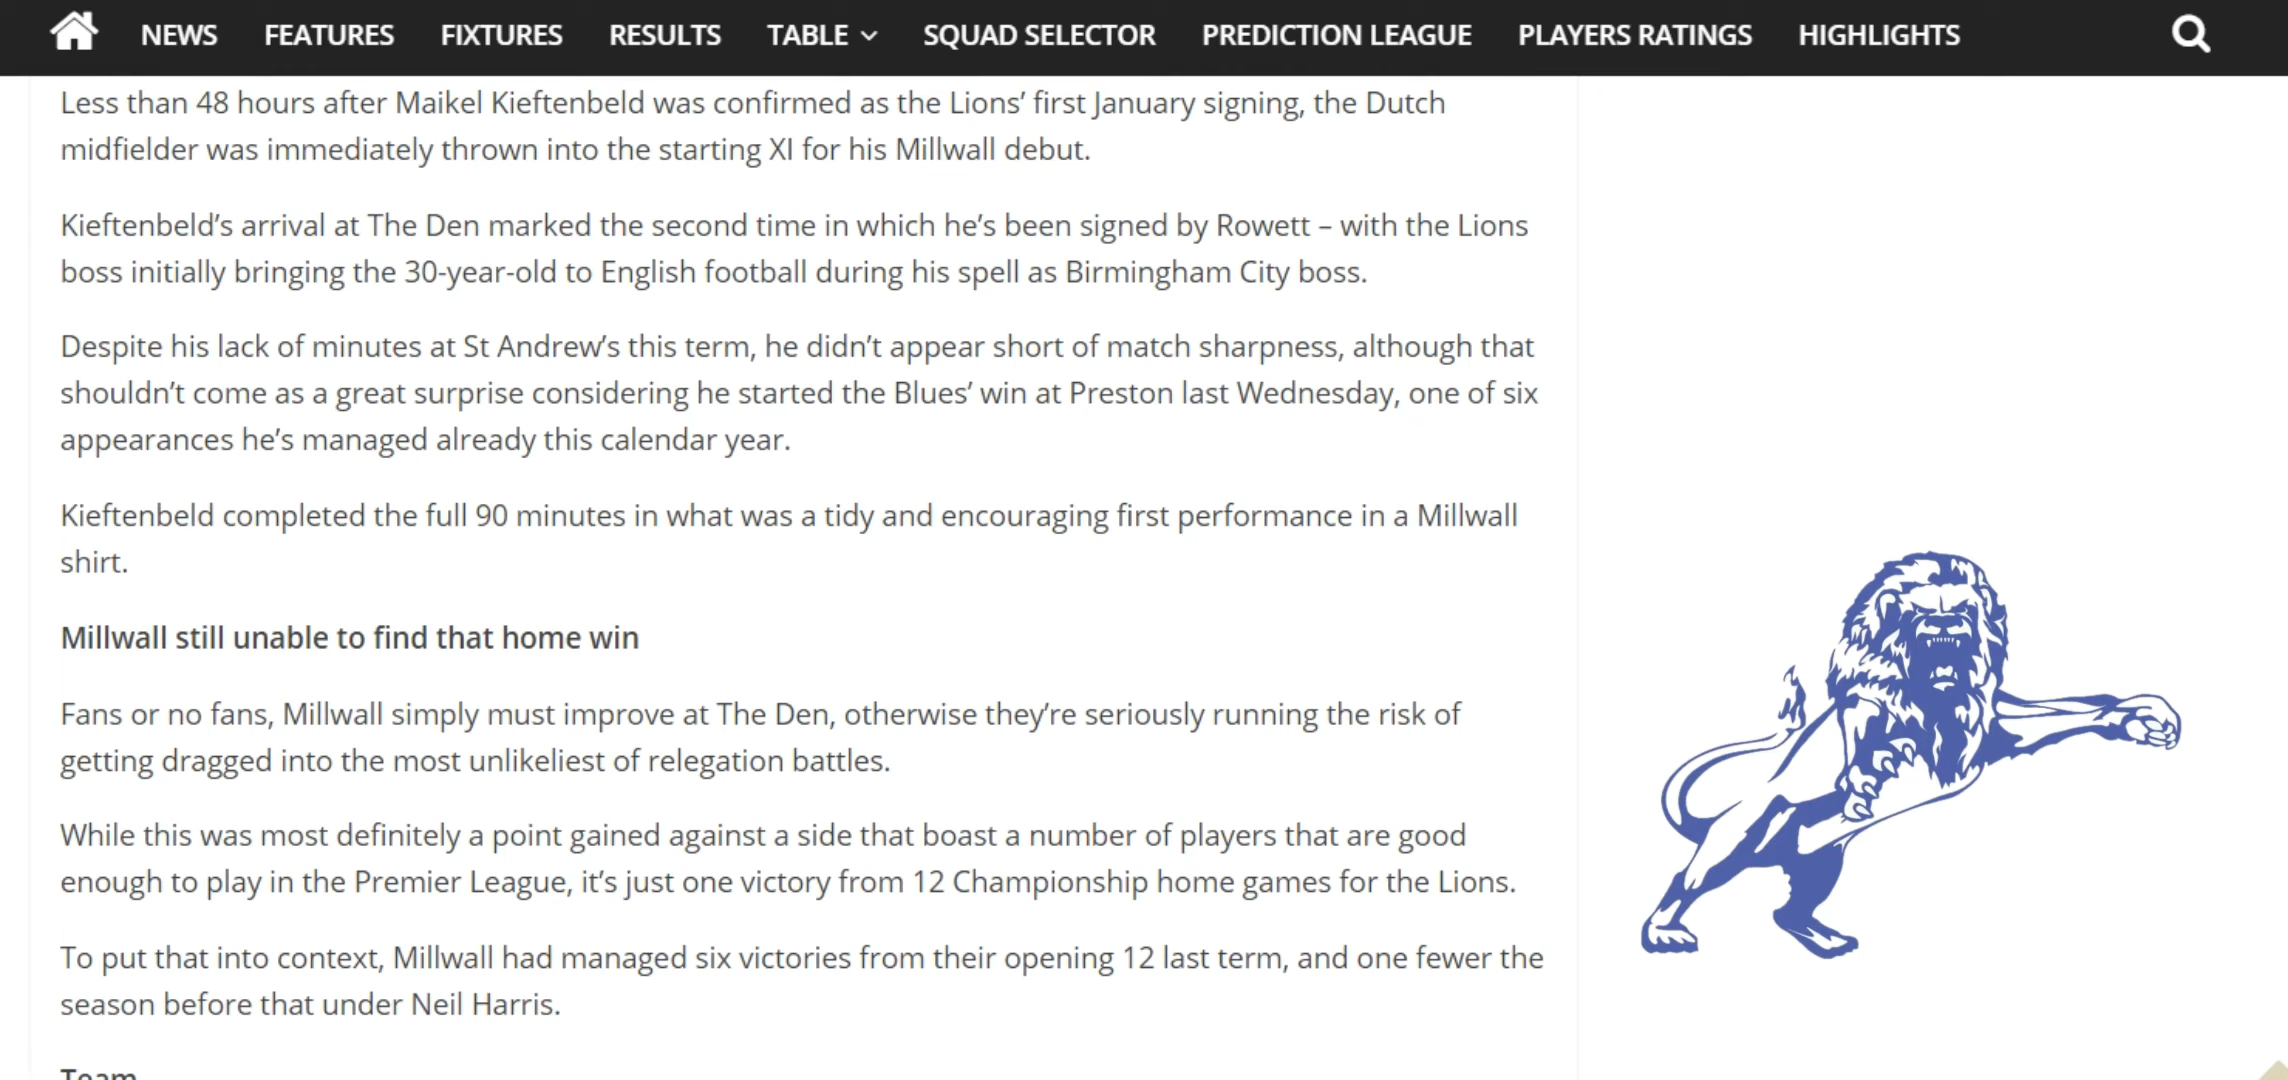 NEWS FEATURES FIXTURES RESULTS TABLE SQUAD SELECTOR PREDICTION LEAGUE PLAYERS RATINGS HIGHLIGHTS
Less than 48 hours after Maikel Kieftenbeld was confirmed as the Lions’ first January signing, the Dutch
midfielder was immediately thrown into the starting XI for his Millwall debut.
Kieftenbeld’s arrival at The Den marked the second time in which he’s been signed by Rowett – with the Lions
boss initially bringing the 30-year-old to English football during his spell as Birmingham City boss.
Despite his lack of minutes at St Andrew’s this term, he didn’t appear short of match sharpness, although that
shouldn’t come as a great surprise considering he started the Blues’ win at Preston last Wednesday, one of six
appearances he’s managed already this calendar year.
Kieftenbeld completed the full 90 minutes in what was a tidy and encouraging first performance in a Millwall
shirt.
Millwall still unable to find that home win
Fans or no fans, Millwall simply must improve at The Den, otherwise they’re seriously running the risk of
getting dragged into the most unlikeliest of relegation battles.
While this was most definitely a point gained against a side that boast a number of players that are good
enough to play in the Premier League, it’s just one victory from 12 Championship home games for the Lions.
To put that into context, Millwall had managed six victories from their opening 12 last term, and one fewer the
season before that under Neil Harris.
Team